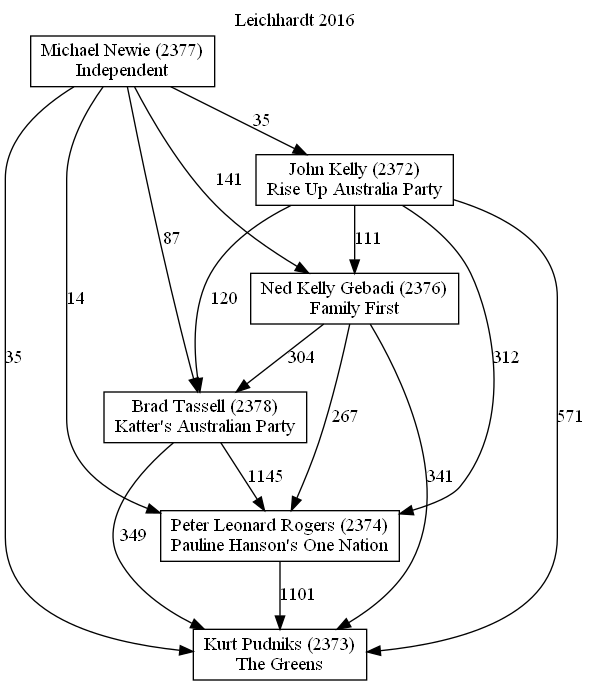 Leichhardt 2016
Michael Newie (2377)
Independent
35
John Kelly (2372)
Rise Up Australia Party
141
87
111
Ned Kelly Gebadi (2376)
Family First
14
120
35
304
312
Brad Tassell (2378)
Katter's Australian Party
267
571
1145
341
349
Peter Leonard Rogers (2374)
Pauline Hanson's One Nation
1101
Kurt Pudniks (2373)
The Greens